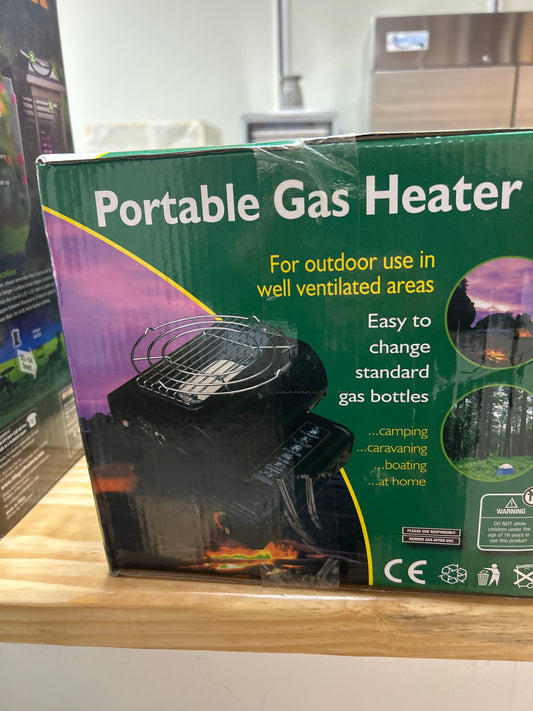 Portable Gas Heater
For outdoor use in
well ventilated areas
Easy to
change
standard
gas bottles
...camping
...caravaning
...boating
...at home
PLEASE USE RESPONSIBLY
REMOVE GAS AFTER USE
WARNING
DO NOT allow
children under the
age of 16 years to
use this product
CE